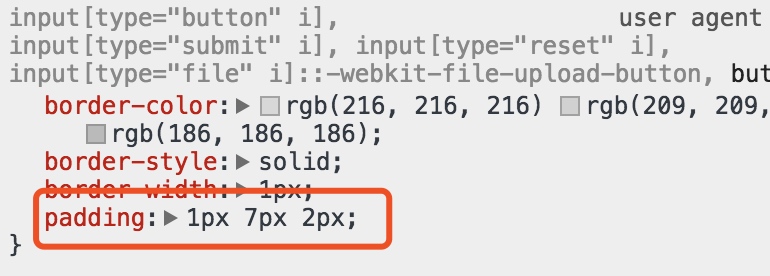 input[type="button" i], user agent
input[type="submit" i], input[type="reset" i],
input[type="file" i]::-webkit-file-upload-button, but
border-color:▶ rgb(216, 216, 216) rgb(209, 209,
rgb(186, 186, 186);
border-style:▶ solid;
border-width:▶ 1px;
padding:▶ 1px 7px 2px;
}